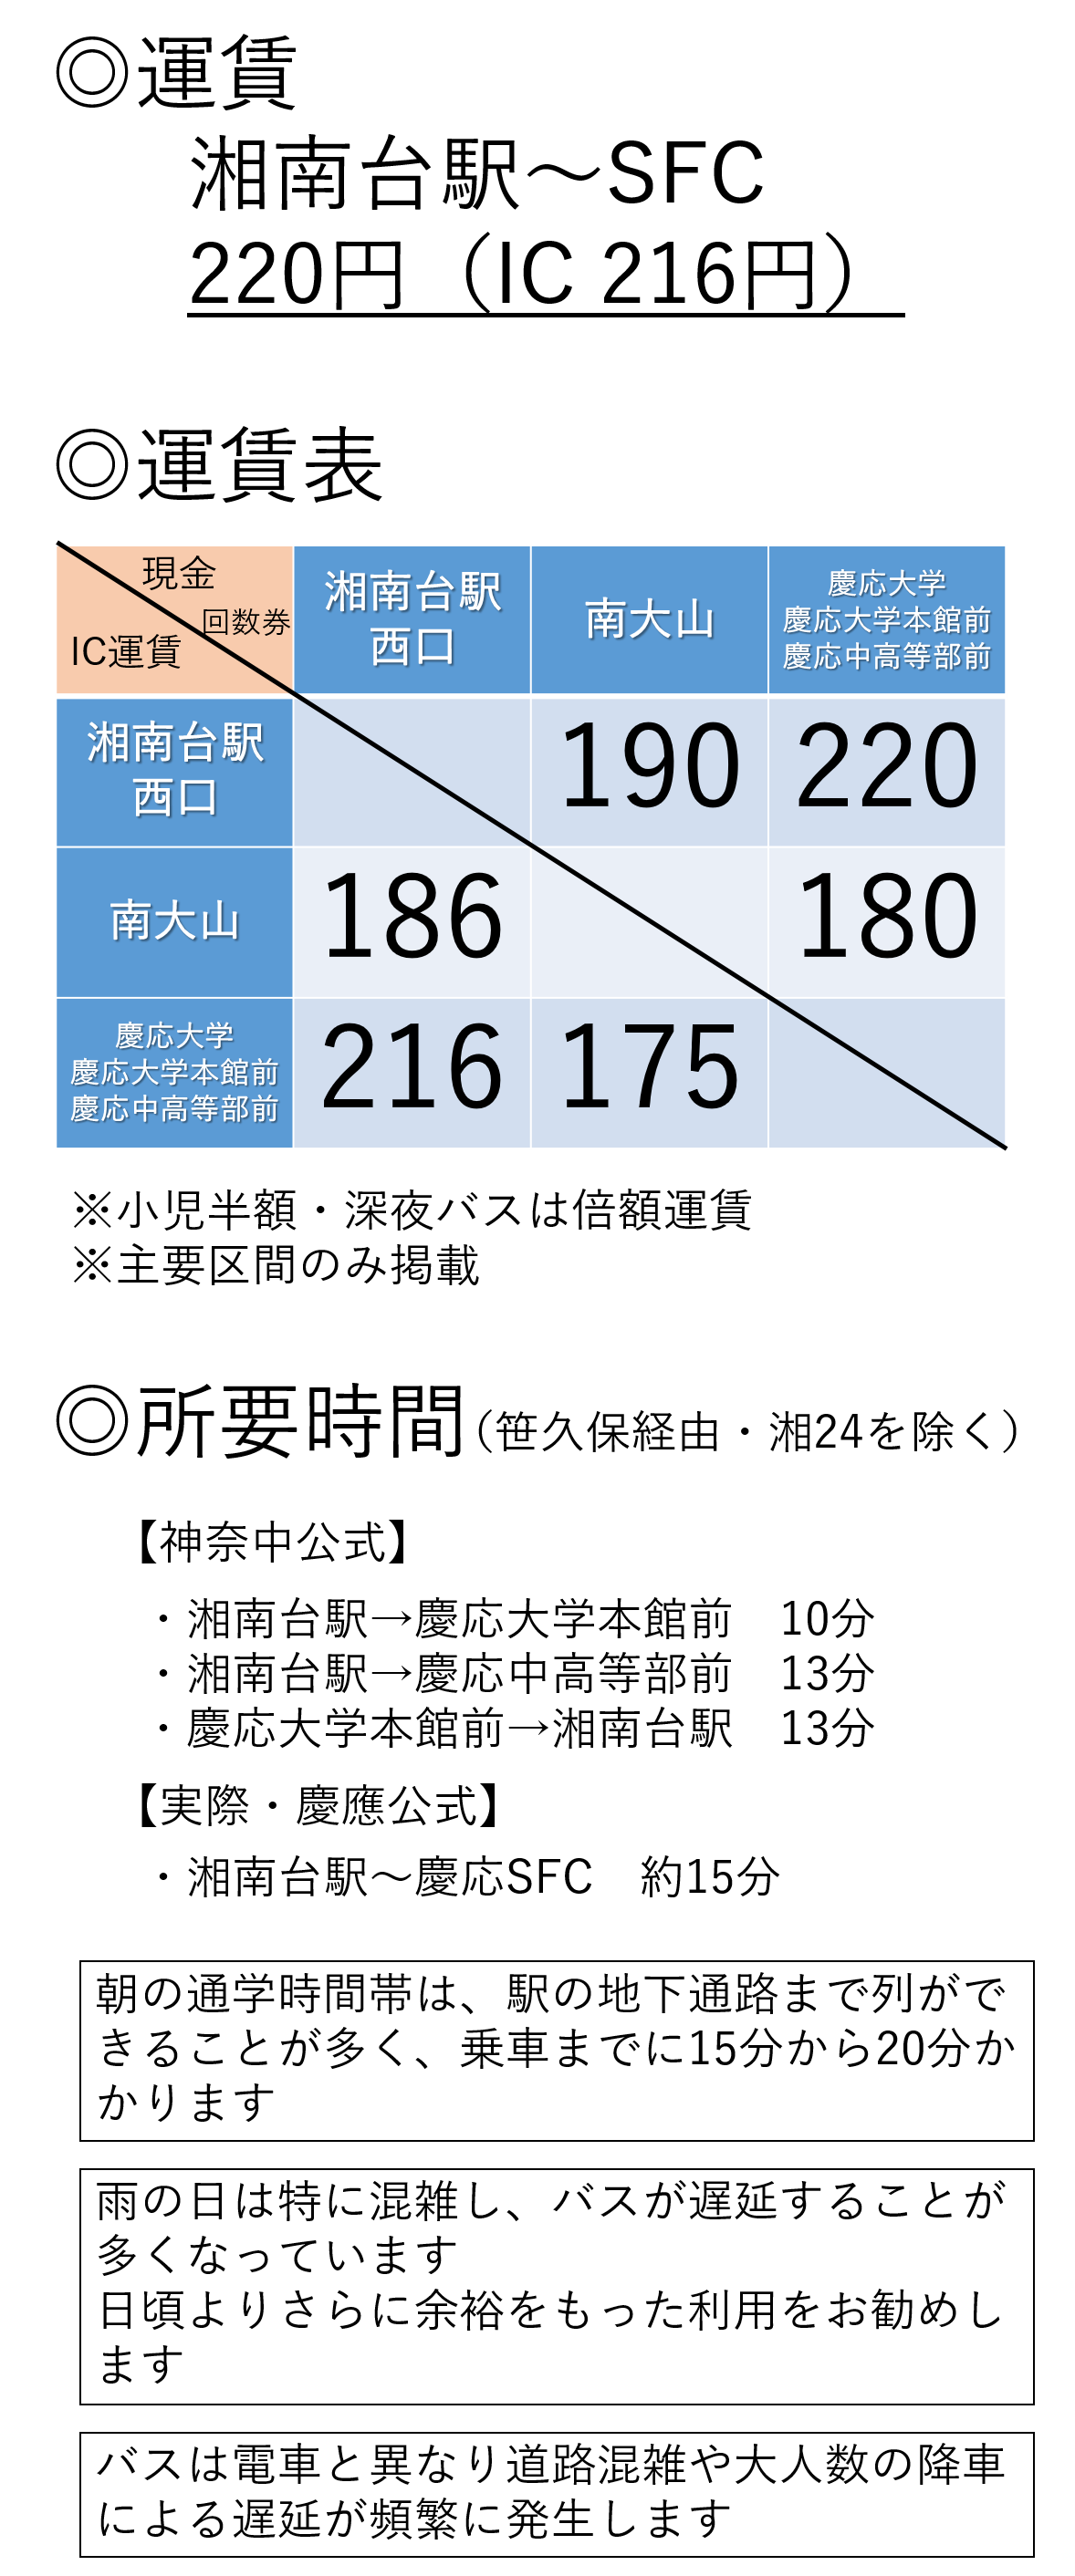 ◎運賃
湘南台駅～SFC
220円（IC 216円）
◎運賃表
現金
回数券
IC運賃
湘南台駅
西口
南大山
慶応大学
慶応大学本館前
慶応中高等部前
湘南台駅
西口
190
220
南大山
186
180
慶応大学
慶応大学本館前
慶応中高等部前
216
175
※小児半額・深夜バスは倍額運賃
※主要区間のみ掲載
◎所要時間（笹久保経由・湘24を除く）
【神奈中公式】
・湘南台駅→慶応大学本館前　10分
・湘南台駅→慶応中高等部前　13分
・慶応大学本館前→湘南台駅　13分
【実際・慶應公式】
・湘南台駅～慶応SFC　約15分
朝の通学時間帯は、駅の地下通路まで列がで
きることが多く、乗車までに15分から20分か
かります
雨の日は特に混雑し、バスが遅延することが
多くなっています
日頃よりさらに余裕をもった利用をお勧めし
ます
バスは電車と異なり道路混雑や大人数の降車
による遅延が頻繁に発生します